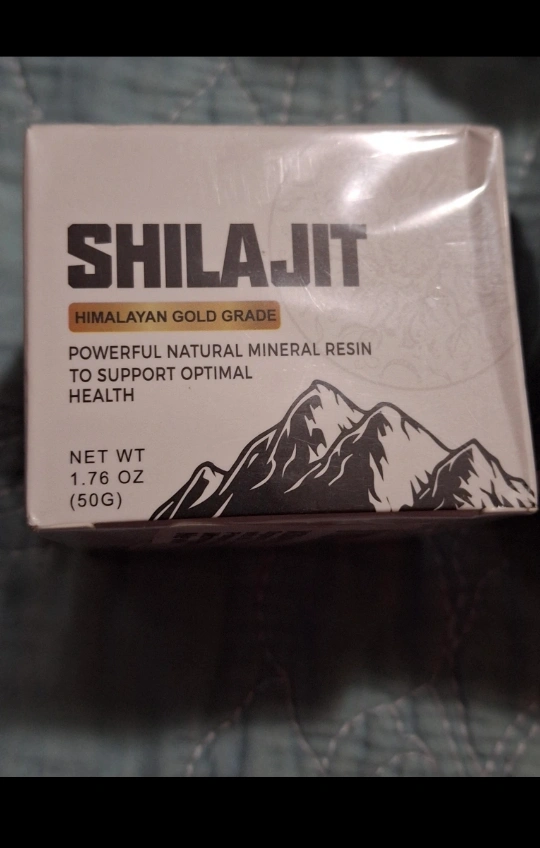 SHILAJIT
HIMALAYAN GOLD GRADE
POWERFUL NATURAL MINERAL RESIN
TO SUPPORT OPTIMAL
HEALTH
NET WT
1.76 OZ
(50G)